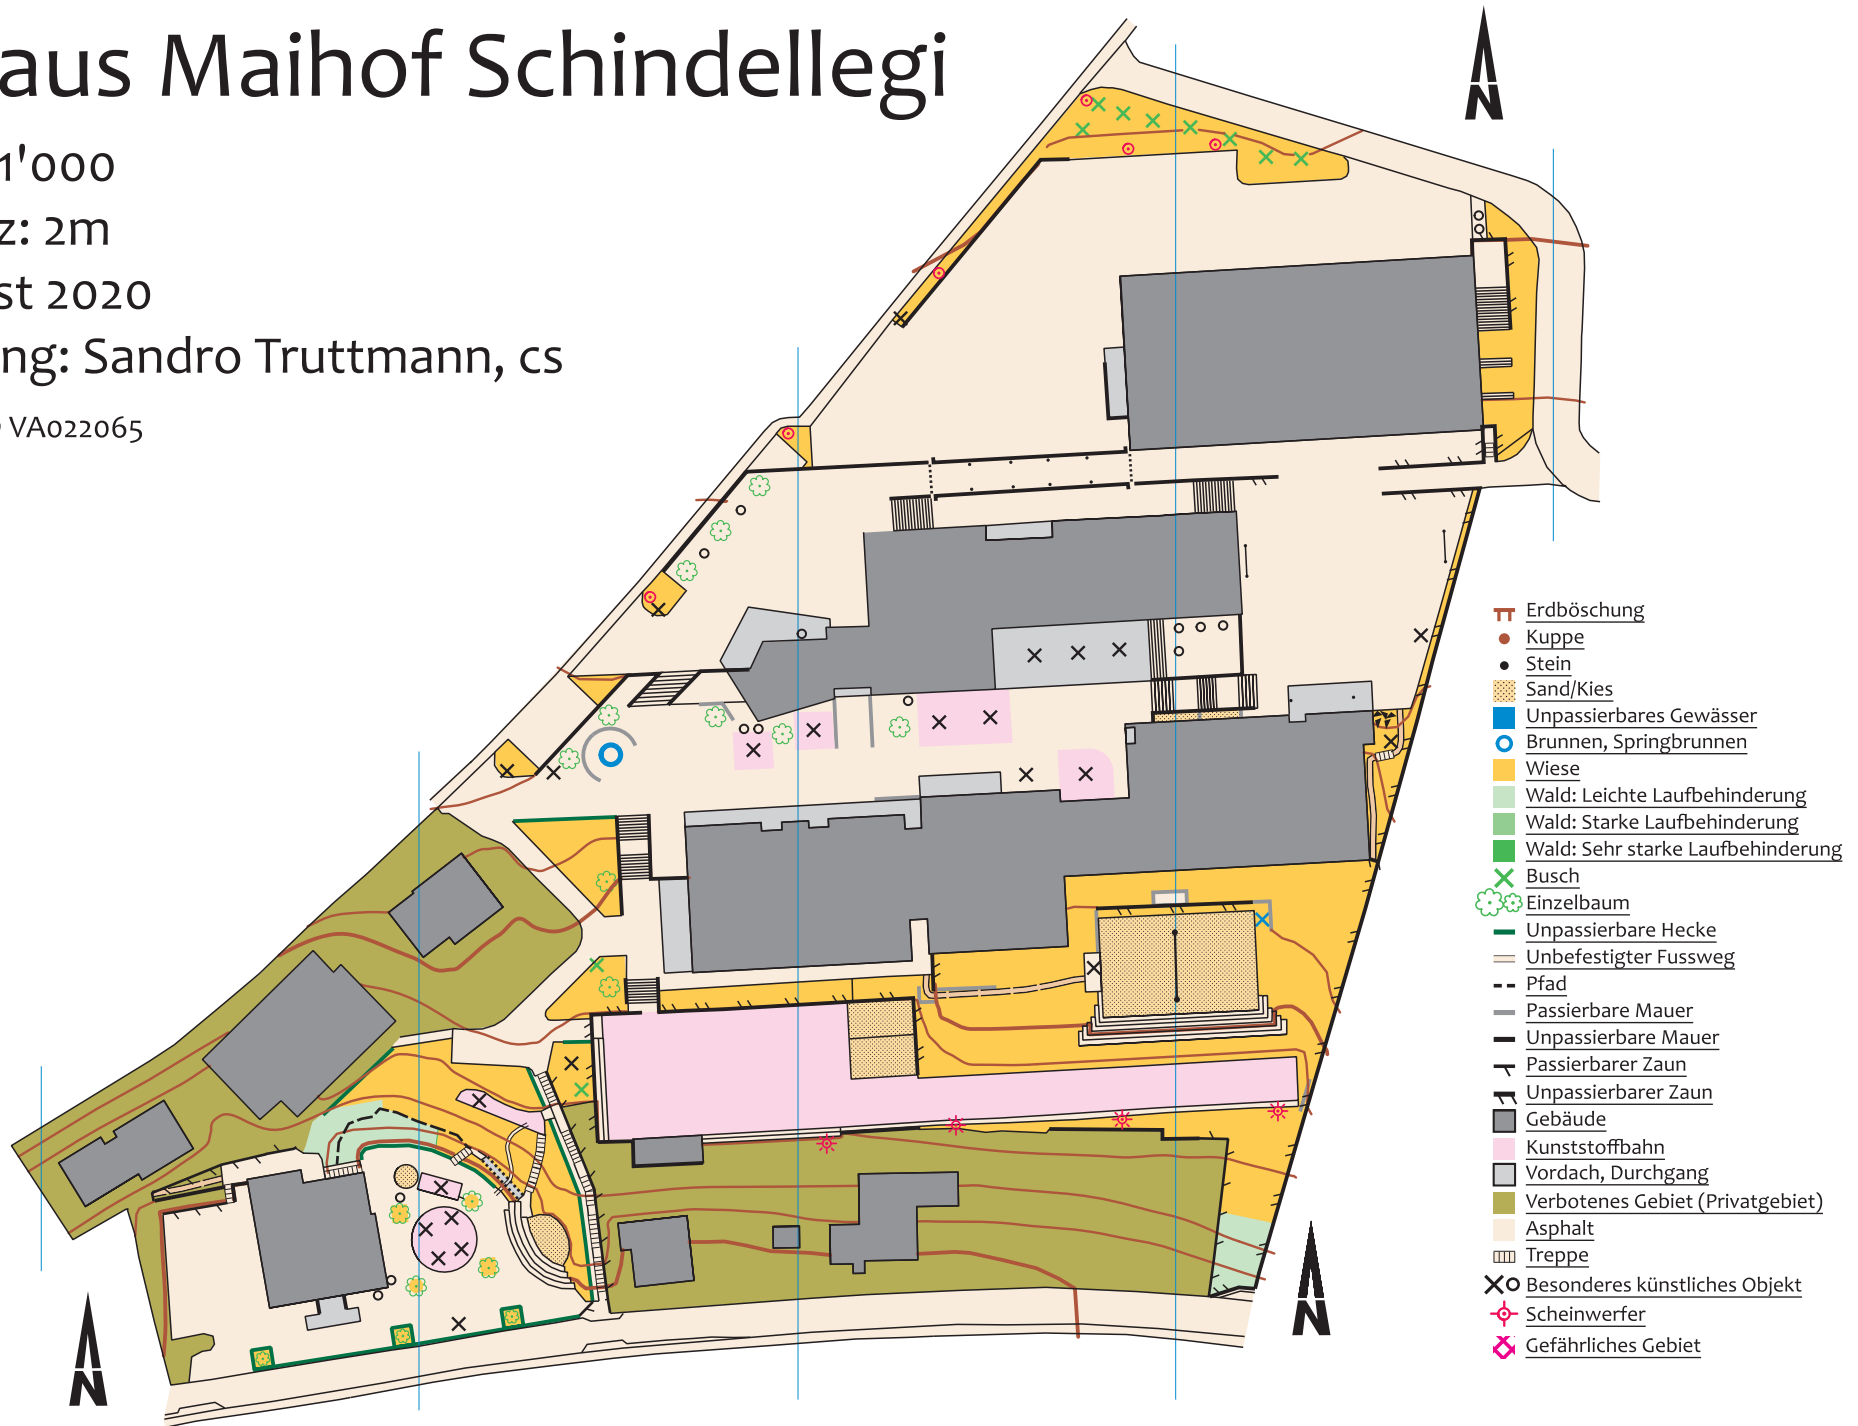 aus Maihof Schindellegi
1'000
z: 2m
st 2020
ng: Sandro Truttmann, cs
VA022065
N
Erdböschung
Kuppe
Stein
Sand/Kies
Unpassierbares Gewässer
Brunnen, Springbrunnen
Wiese
Wald: Leichte Laufbehinderung
Wald: Starke Laufbehinderung
Wald: Sehr starke Laufbehinderung
Busch
Einzelbaum
Unpassierbare Hecke
Unbefestigter Fussweg
Pfad
Passierbare Mauer
Unpassierbare Mauer
Passierbarer Zaun
Unpassierbarer Zaun
Gebäude
Kunststoffbahn
Vordach, Durchgang
Verbotenes Gebiet (Privatgebiet)
Asphalt
Treppe
Besonderes künstliches Objekt
Scheinwerfer
Gefährliches Gebiet
N
N